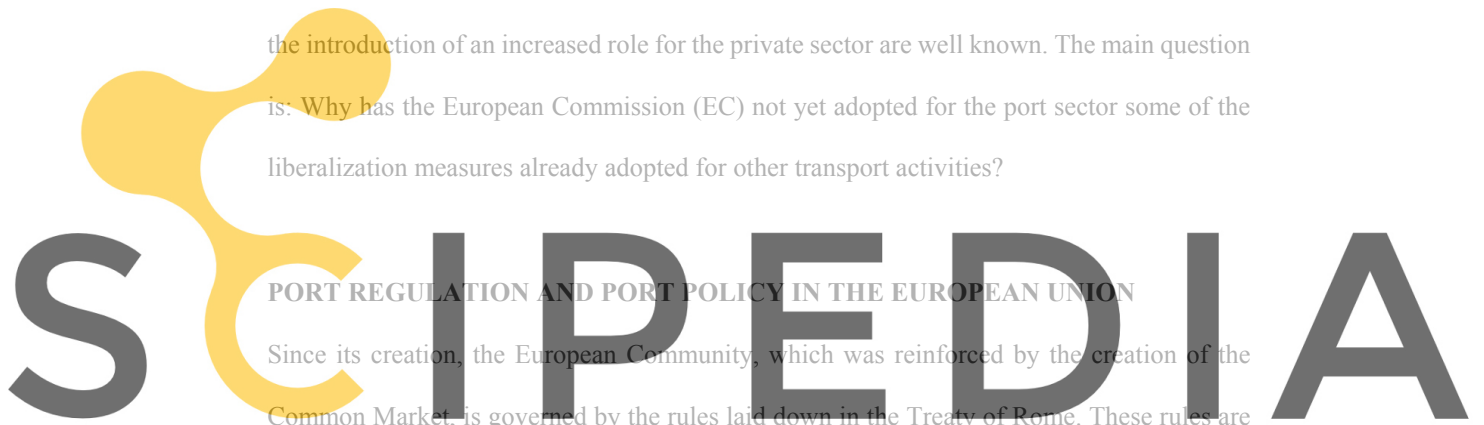 the introduction of an increased role for the private sector are well known. The main question
is: Why has the European Commission (EC) not yet adopted for the port sector some of the
liberalization measures already adopted for other transport activities?
SCIPEDIA
PORT REGULATION AND PORT POLICY IN THE EUROPEAN UNION
Since its creation, the European Community, which was reinforced by the creation of the
Common Market, is governed by the rules laid down in the Treaty of Rome. These rules are